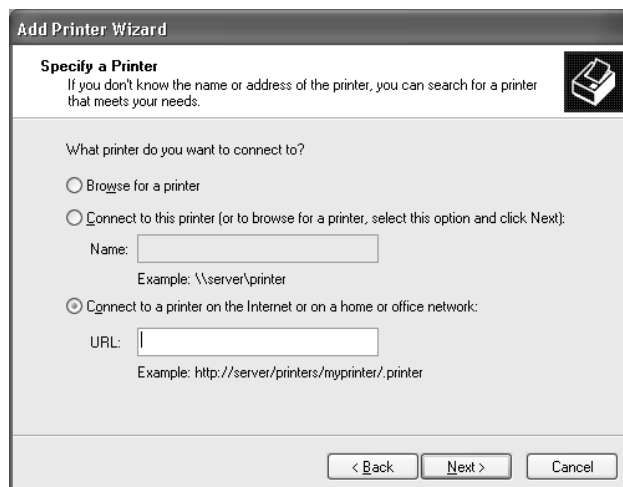 Add Printer Wizard
Specify a Printer
If you don't know the name or address of the printer, you can search for a printer
that meets your needs.
What printer do you want to connect to?
Browse for a printer
Connect to this printer (or to browse for a printer, select this option and click Next):
Name:
Example: \\server\printer
Connect to a printer on the Internet or on a home or office network:
URL:
Example: http://server/printers/myprinter/.printer
< Back Next > Cancel